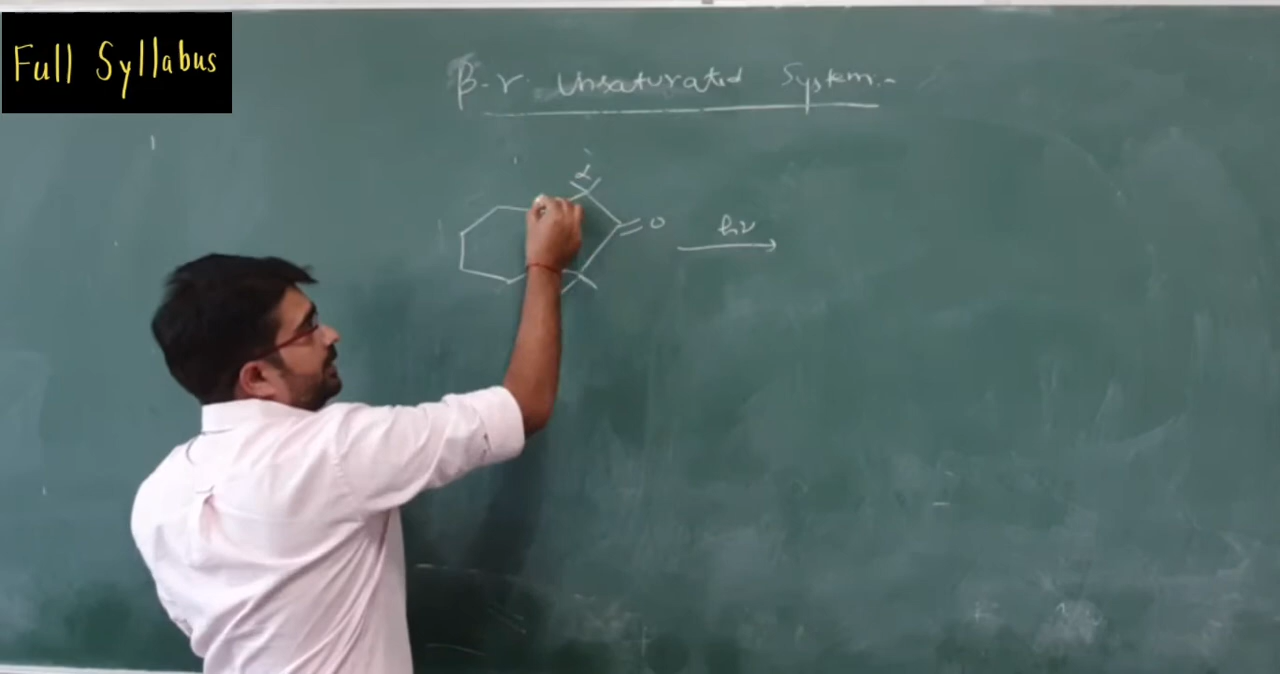 Full Syllabus
β-γ. Unsaturated System:-
α
O
hν